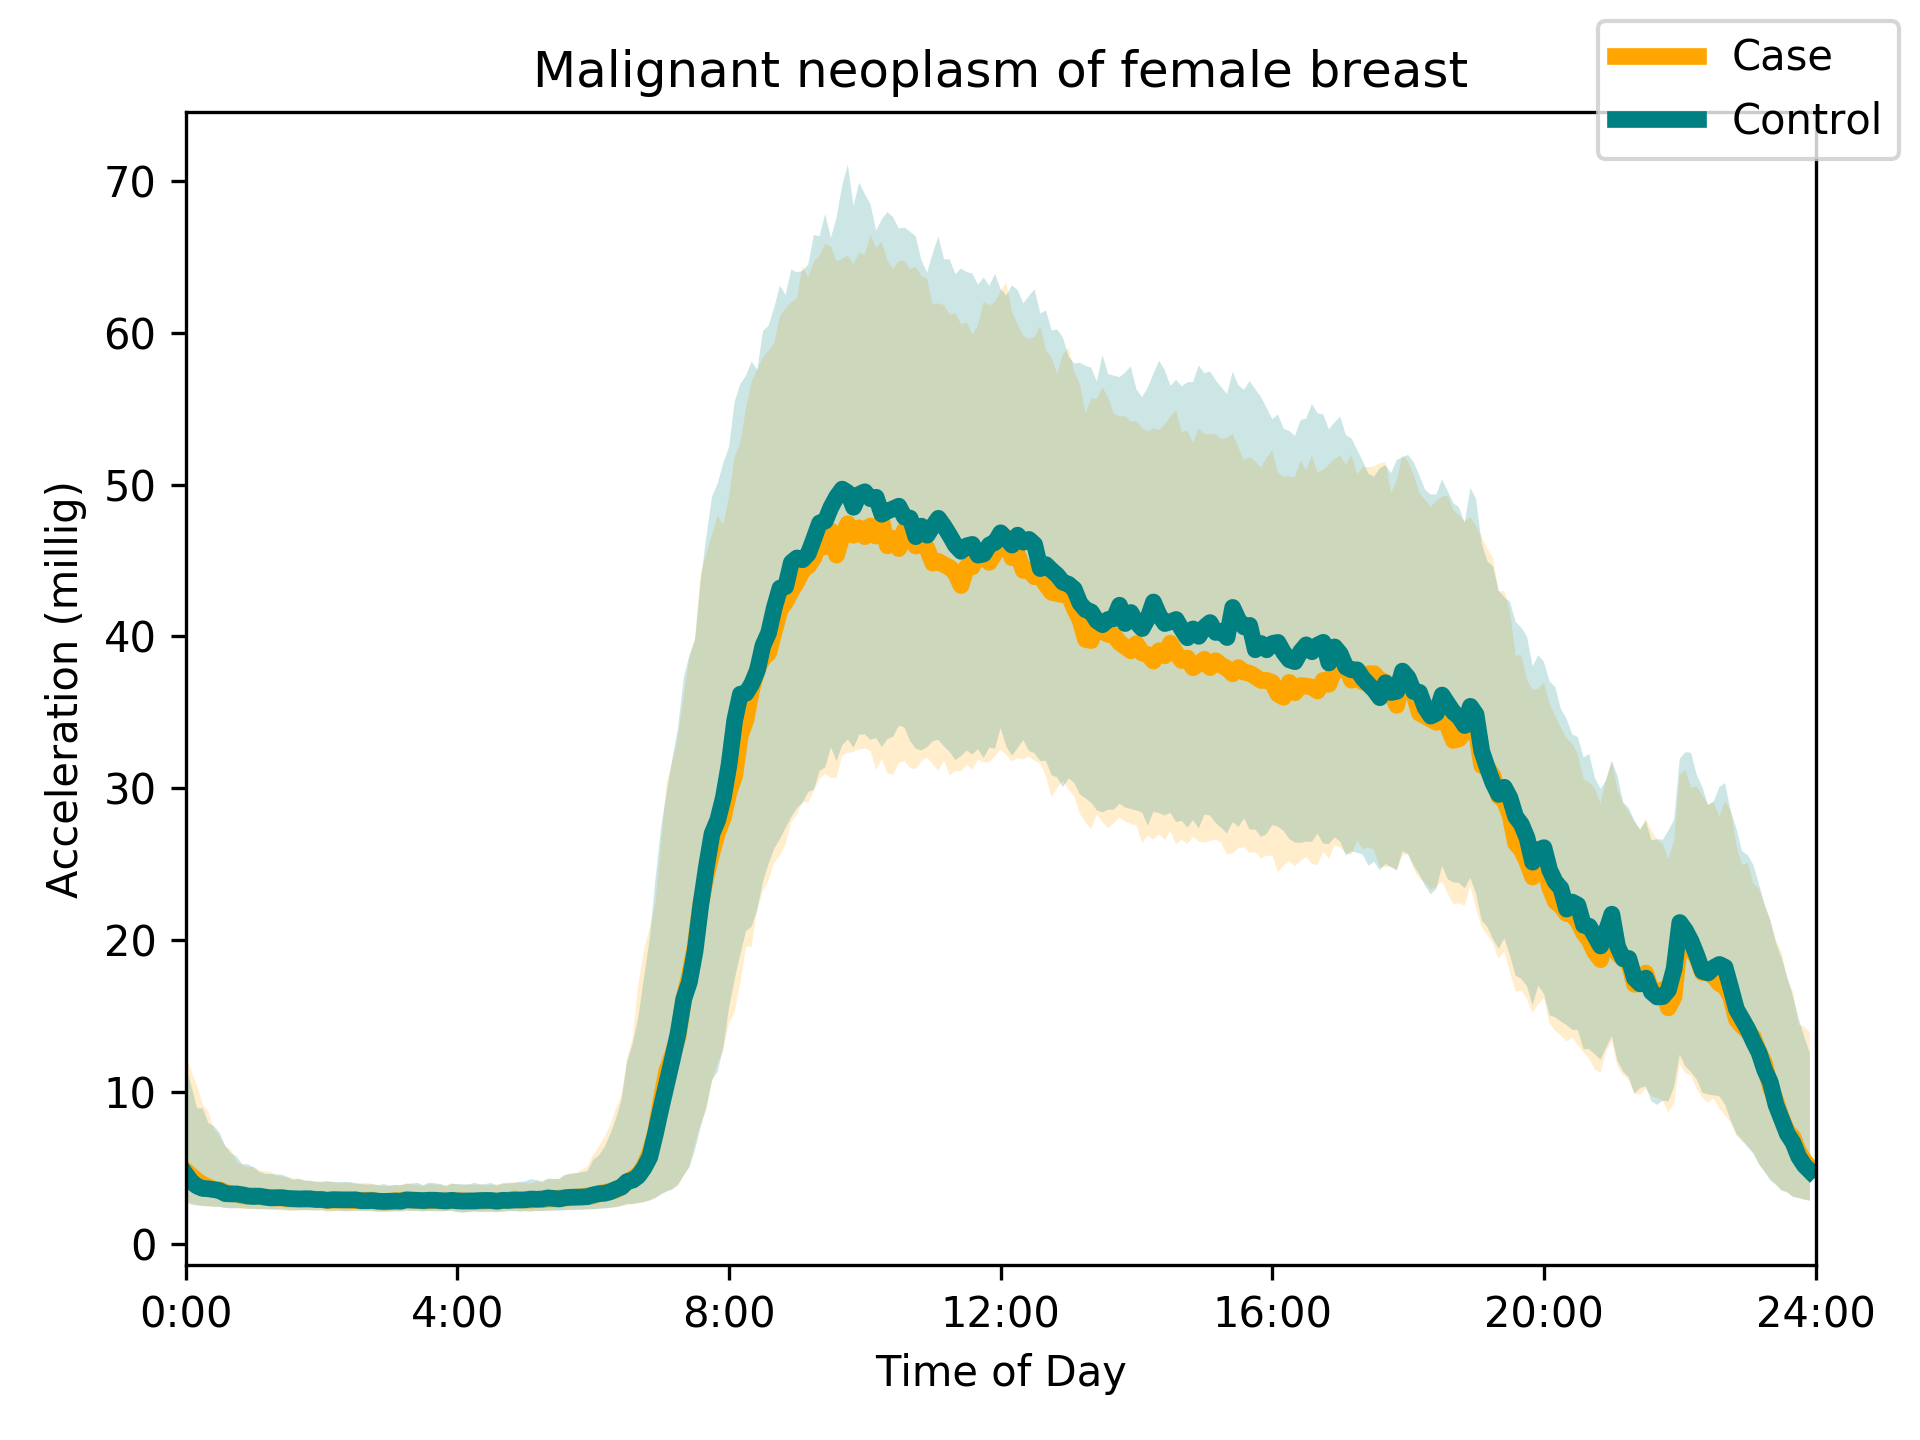 Malignant neoplasm of female breast
Case
Control
Acceleration (millig)
70
60
50
40
30
20
10
0
0:00 4:00 8:00 12:00 16:00 20:00 24:00
Time of Day